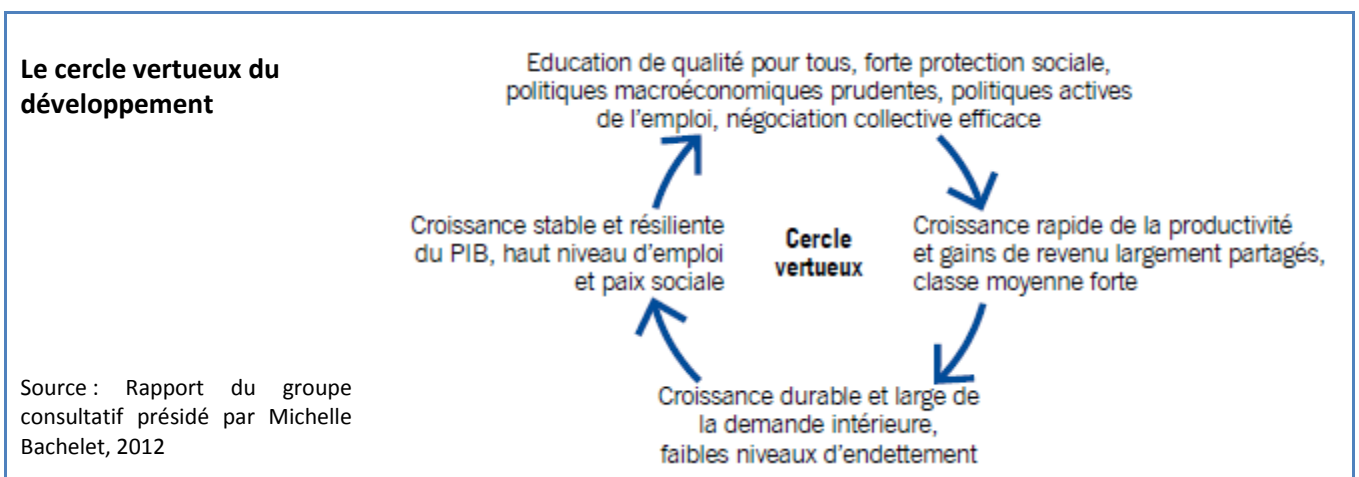 Le cercle vertueux du
développement
Education de qualité pour tous, forte protection sociale,
politiques macroéconomiques prudentes, politiques actives
de l'emploi, négociation collective efficace
Croissance stable et résiliente
du PIB, haut niveau d'emploi
et paix sociale
Cercle
vertueux
Croissance rapide de la productivité
et gains de revenu largement partagés,
classe moyenne forte
Croissance durable et large de
la demande intérieure,
faibles niveaux d'endettement
Source : Rapport du groupe
consultatif présidé par Michelle
Bachelet, 2012